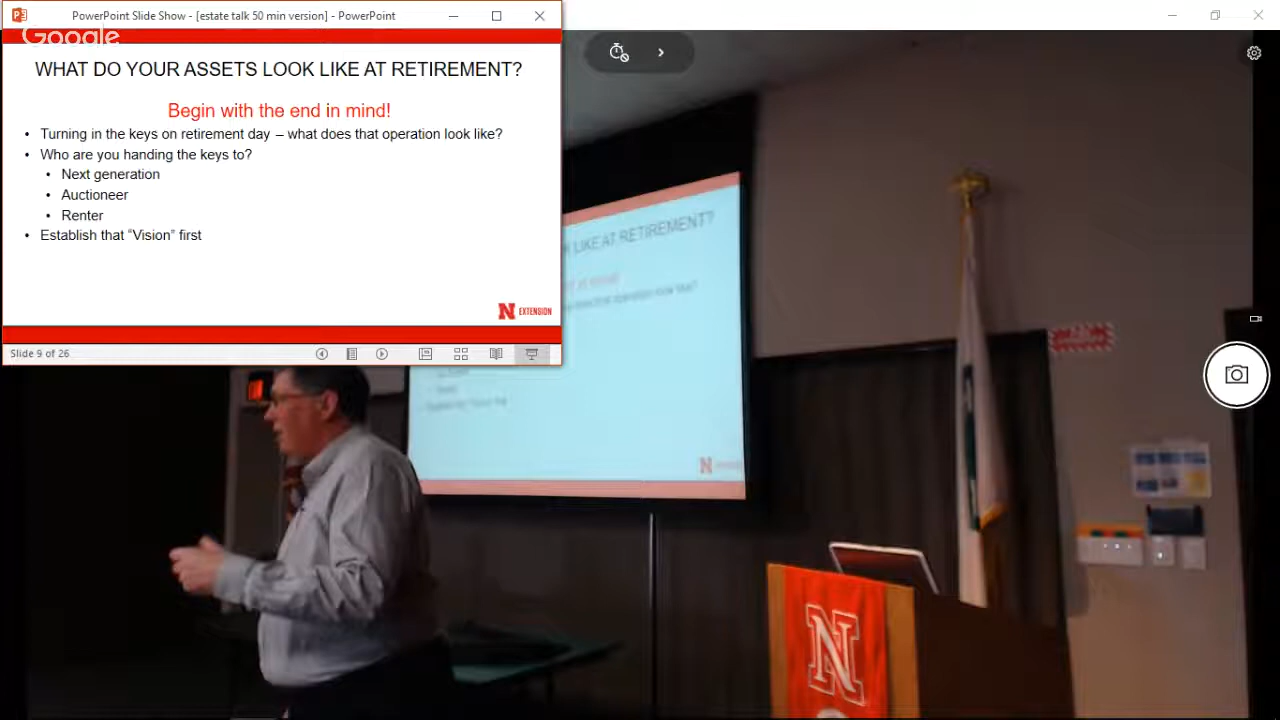 PowerPoint Slide Show - [estate talk 50 min version] - PowerPoint
Google
WHAT DO YOUR ASSETS LOOK LIKE AT RETIREMENT?
Begin with the end in mind!
• Turning in the keys on retirement day – what does that operation look like?
• Who are you handing the keys to?
• Next generation
• Auctioneer
• Renter
• Establish that “Vision” first
N EXTENSION
Slide 9 of 26
LIKE AT RETIREMENT?
N
N